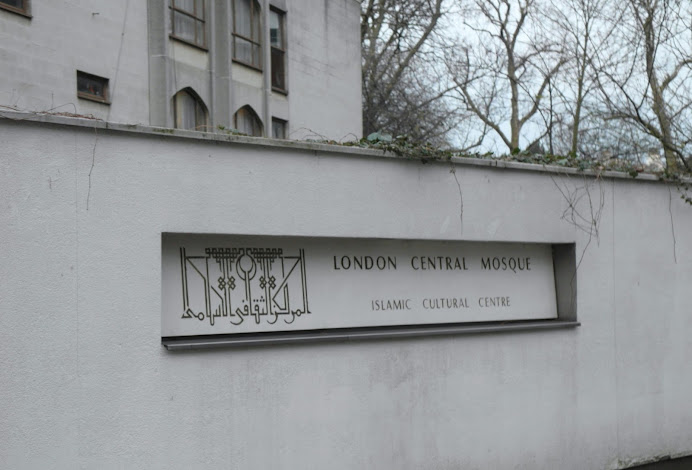 LONDON CENTRAL MOSQUE
ISLAMIC CULTURAL CENTRE
المركز الثقافي الاسلامي